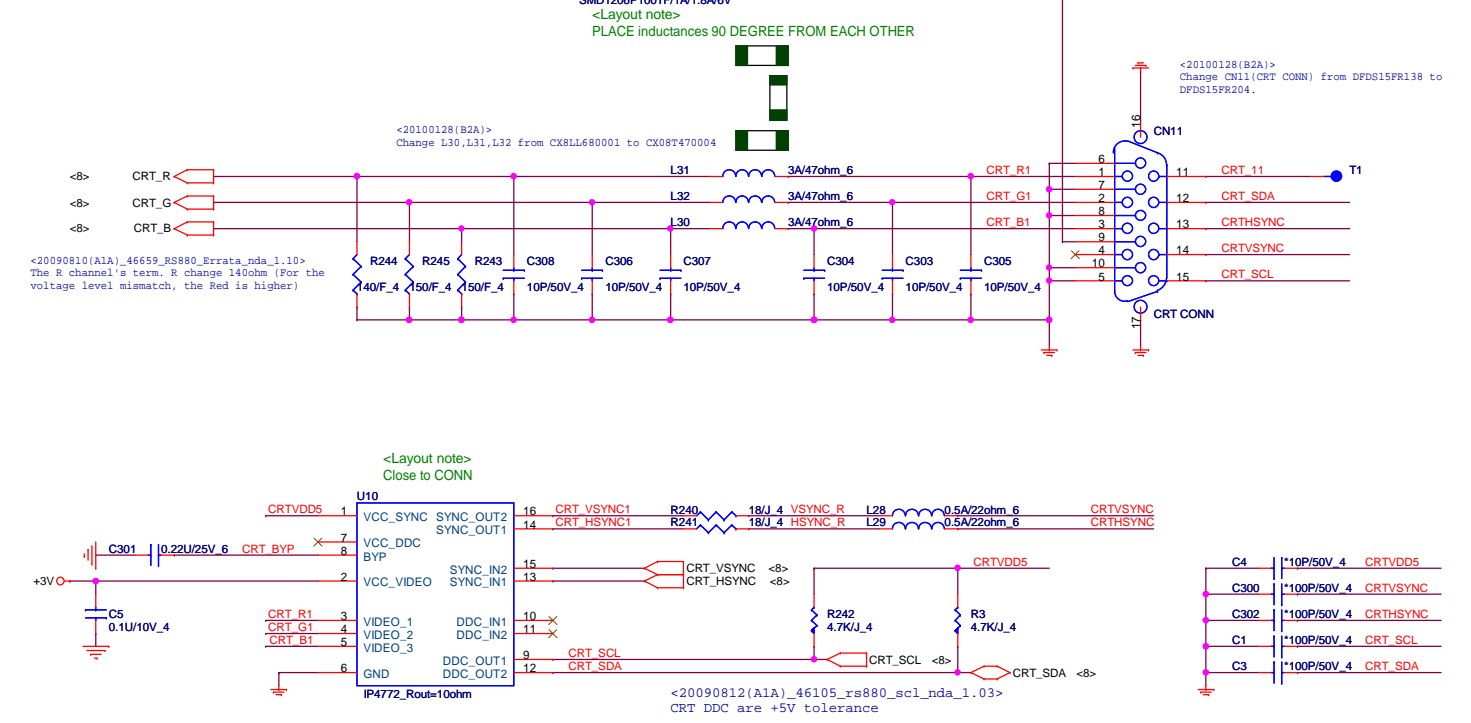 SMD1206P100TF/1A/1.8A/6V
<Layout note>
PLACE inductances 90 DEGREE FROM EACH OTHER
<20100128(B2A)>
Change CN11(CRT CONN) from DFDS15FR138 to
DFDS15FR204.
<20100128(B2A)>
Change L30,L31,L32 from CX8LL680001 to CX08T470004
16
CN11
6
<8> CRT_R L31 3A/47ohm_6 CRT_R1 1 11 CRT_11 T1
7
<8> CRT_G L32 3A/47ohm_6 CRT_G1 2 12 CRT_SDA
8
<8> CRT_B L30 3A/47ohm_6 CRT_B1 3 13 CRTHSYNC
9
4 14 CRTVSYNC
10
5 15 CRT_SCL
<20090810(A1A)_46659_RS880_Errata_nda_1.10>
The R channel's term. R change 140ohm (For the
voltage level mismatch, the Red is higher)
R244 R245 R243 C308 C306 C307 C304 C303 C305
140/F_4 150/F_4 150/F_4 10P/50V_4 10P/50V_4 10P/50V_4 10P/50V_4 10P/50V_4 10P/50V_4
17
CRT CONN
<Layout note>
Close to CONN
U10
CRTVDD5 1 VCC_SYNC SYNC_OUT2 16 CRT_VSYNC1 R240 18/J_4 VSYNC_R L28 0.5A/22ohm_6 CRTVSYNC
SYNC_OUT1 14 CRT_HSYNC1 R241 18/J_4 HSYNC_R L29 0.5A/22ohm_6 CRTHSYNC
7 VCC_DDC
C301 0.22U/25V_6 CRT_BYP 8 BYP
SYNC_IN2 15 CRT_VSYNC <8>
+3V 2 VCC_VIDEO SYNC_IN1 13 CRT_HSYNC <8>
CRTVDD5
C5
0.1U/10V_4
CRT_R1 3 VIDEO_1 DDC_IN1 10
CRT_G1 4 VIDEO_2 DDC_IN2 11
CRT_B1 5 VIDEO_3
R242
4.7K/J_4
R3
4.7K/J_4
DDC_OUT1 9 CRT_SCL CRT_SCL <8>
6 GND DDC_OUT2 12 CRT_SDA CRT_SDA <8>
IP4772_Rout=10ohm
<20090812(A1A)_46105_rs880_scl_nda_1.03>
CRT DDC are +5V tolerance
C4 *10P/50V_4 CRTVDD5
C300 *100P/50V_4 CRTVSYNC
C302 *100P/50V_4 CRTHSYNC
C1 *100P/50V_4 CRT_SCL
C3 *100P/50V_4 CRT_SDA